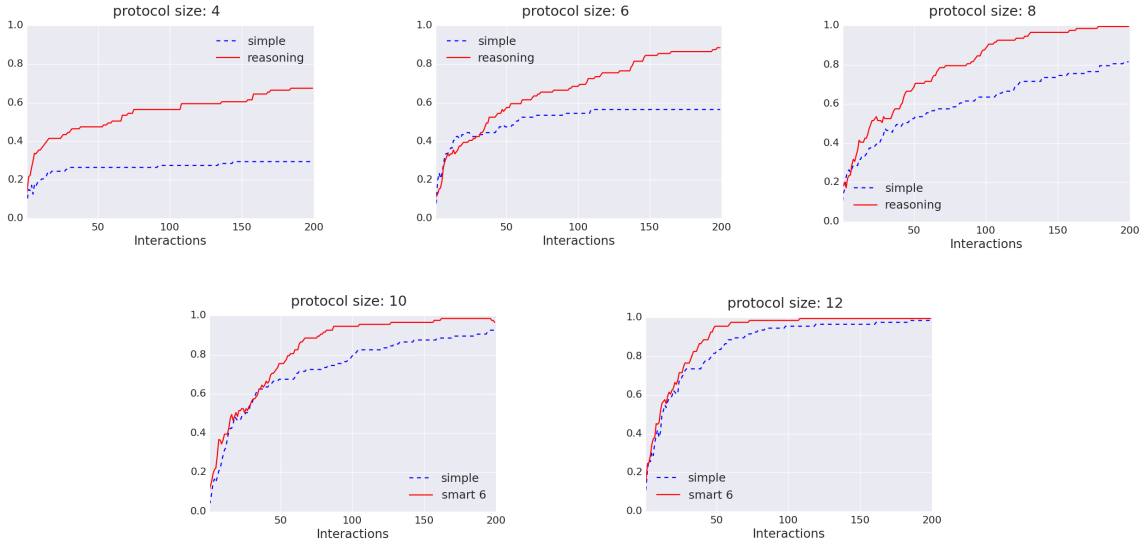 protocol size: 4
1.0
0.8
0.6
0.4
0.2
0.0
simple
reasoning
50
100
150
200
Interactions
protocol size: 6
1.0
0.8
0.6
0.4
0.2
0.0
simple
reasoning
50
100
150
200
Interactions
protocol size: 8
1.0
0.8
0.6
0.4
0.2
0.0
simple
reasoning
50
100
150
200
Interactions
protocol size: 10
1.0
0.8
0.6
0.4
0.2
0.0
simple
smart 6
50
100
150
200
Interactions
protocol size: 12
1.0
0.8
0.6
0.4
0.2
0.0
simple
smart 6
50
100
150
200
Interactions